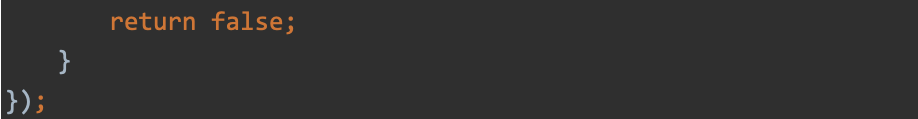 return false;
    }
});